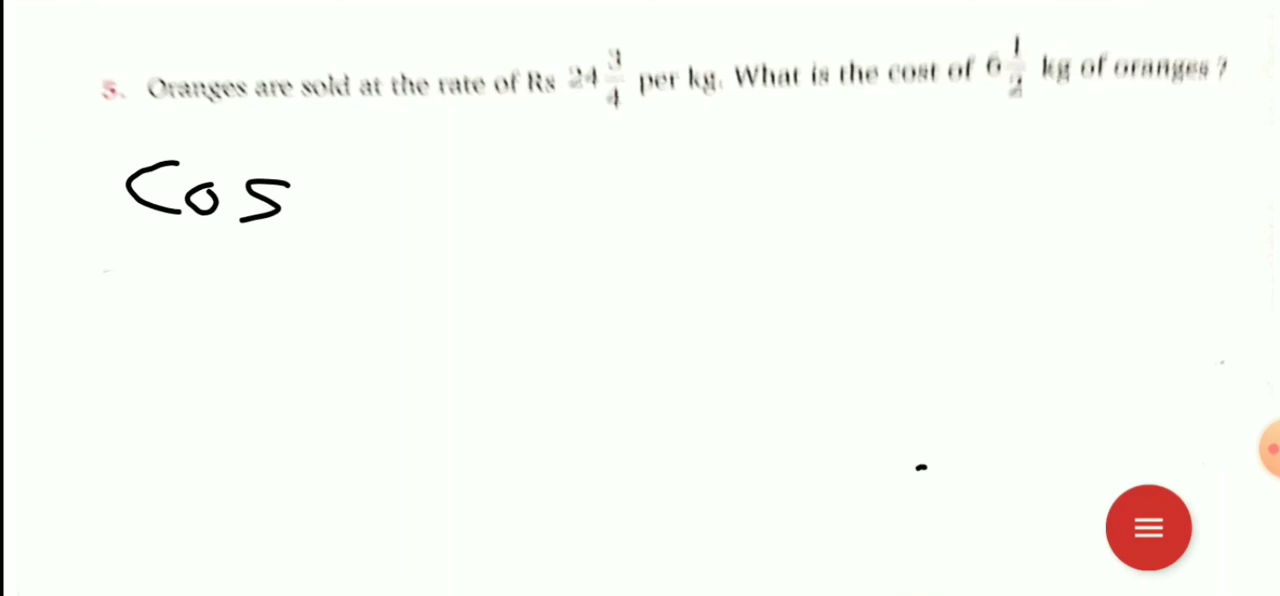 5. Oranges are sold at the rate of Rs 24 3/4 per kg. What is the cost of 6 1/2 kg of oranges ?
Cos